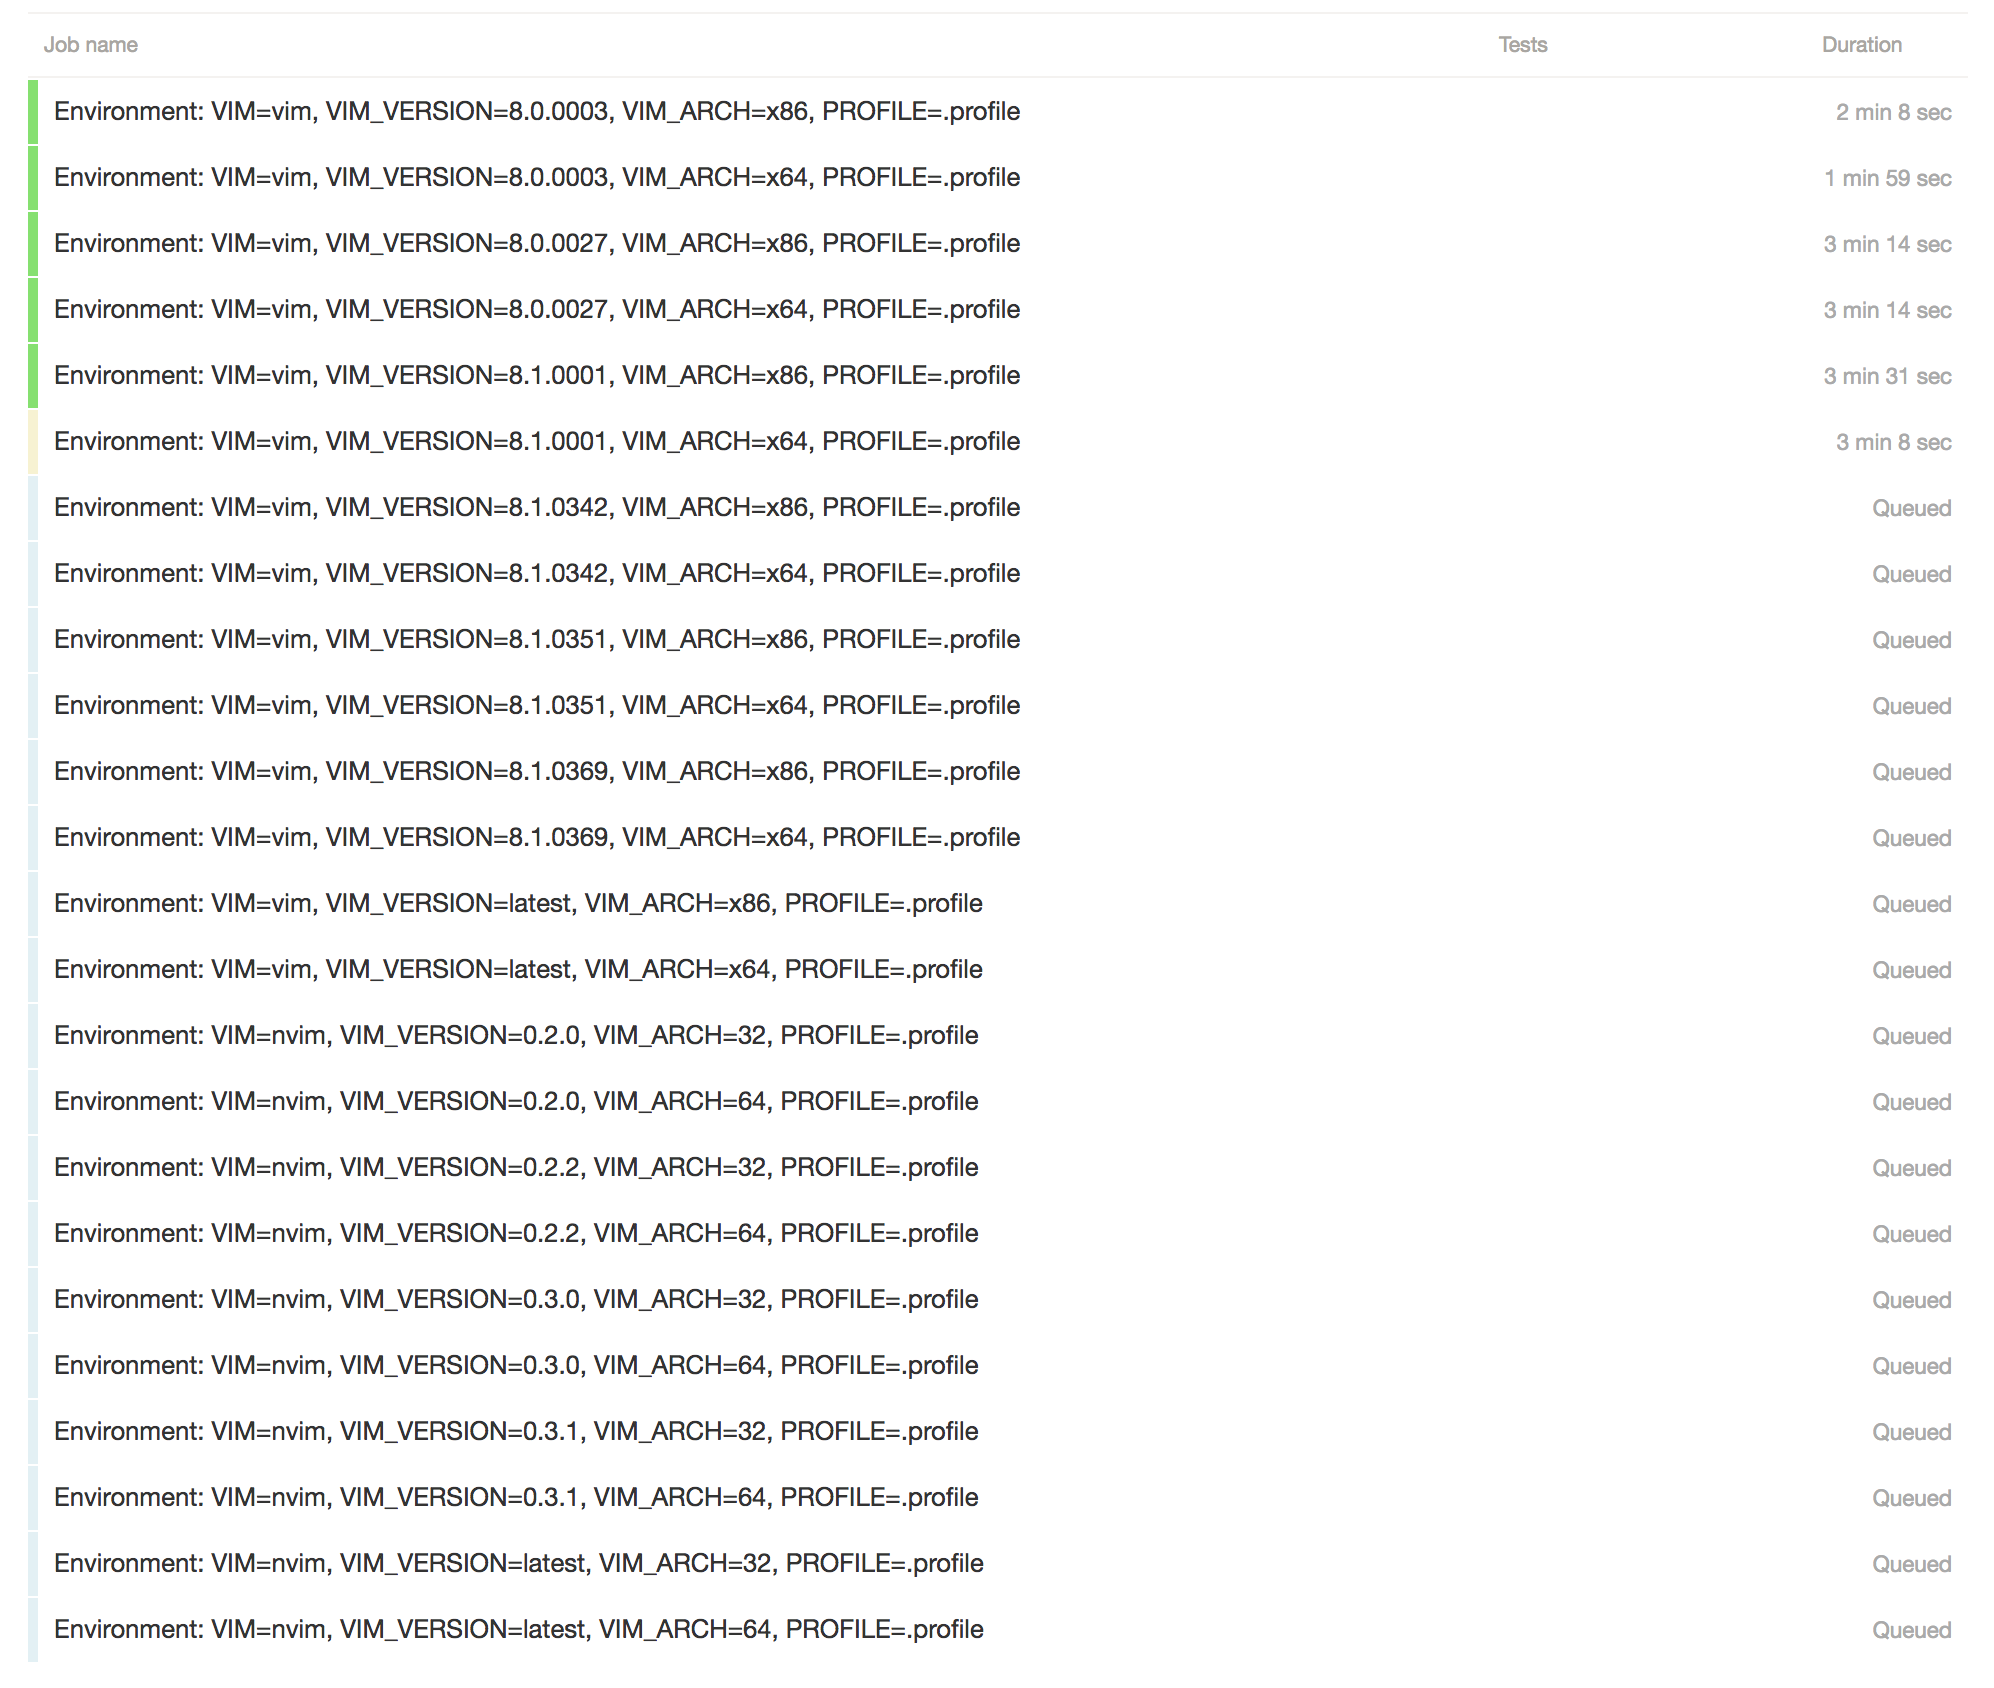 Job name Tests Duration
Environment: VIM=vim, VIM_VERSION=8.0.0003, VIM_ARCH=x86, PROFILE=.profile 2 min 8 sec
Environment: VIM=vim, VIM_VERSION=8.0.0003, VIM_ARCH=x64, PROFILE=.profile 1 min 59 sec
Environment: VIM=vim, VIM_VERSION=8.0.0027, VIM_ARCH=x86, PROFILE=.profile 3 min 14 sec
Environment: VIM=vim, VIM_VERSION=8.0.0027, VIM_ARCH=x64, PROFILE=.profile 3 min 14 sec
Environment: VIM=vim, VIM_VERSION=8.1.0001, VIM_ARCH=x86, PROFILE=.profile 3 min 31 sec
Environment: VIM=vim, VIM_VERSION=8.1.0001, VIM_ARCH=x64, PROFILE=.profile 3 min 8 sec
Environment: VIM=vim, VIM_VERSION=8.1.0342, VIM_ARCH=x86, PROFILE=.profile Queued
Environment: VIM=vim, VIM_VERSION=8.1.0342, VIM_ARCH=x64, PROFILE=.profile Queued
Environment: VIM=vim, VIM_VERSION=8.1.0351, VIM_ARCH=x86, PROFILE=.profile Queued
Environment: VIM=vim, VIM_VERSION=8.1.0351, VIM_ARCH=x64, PROFILE=.profile Queued
Environment: VIM=vim, VIM_VERSION=8.1.0369, VIM_ARCH=x86, PROFILE=.profile Queued
Environment: VIM=vim, VIM_VERSION=8.1.0369, VIM_ARCH=x64, PROFILE=.profile Queued
Environment: VIM=vim, VIM_VERSION=latest, VIM_ARCH=x86, PROFILE=.profile Queued
Environment: VIM=vim, VIM_VERSION=latest, VIM_ARCH=x64, PROFILE=.profile Queued
Environment: VIM=nvim, VIM_VERSION=0.2.0, VIM_ARCH=32, PROFILE=.profile Queued
Environment: VIM=nvim, VIM_VERSION=0.2.0, VIM_ARCH=64, PROFILE=.profile Queued
Environment: VIM=nvim, VIM_VERSION=0.2.2, VIM_ARCH=32, PROFILE=.profile Queued
Environment: VIM=nvim, VIM_VERSION=0.2.2, VIM_ARCH=64, PROFILE=.profile Queued
Environment: VIM=nvim, VIM_VERSION=0.3.0, VIM_ARCH=32, PROFILE=.profile Queued
Environment: VIM=nvim, VIM_VERSION=0.3.0, VIM_ARCH=64, PROFILE=.profile Queued
Environment: VIM=nvim, VIM_VERSION=0.3.1, VIM_ARCH=32, PROFILE=.profile Queued
Environment: VIM=nvim, VIM_VERSION=0.3.1, VIM_ARCH=64, PROFILE=.profile Queued
Environment: VIM=nvim, VIM_VERSION=latest, VIM_ARCH=32, PROFILE=.profile Queued
Environment: VIM=nvim, VIM_VERSION=latest, VIM_ARCH=64, PROFILE=.profile Queued